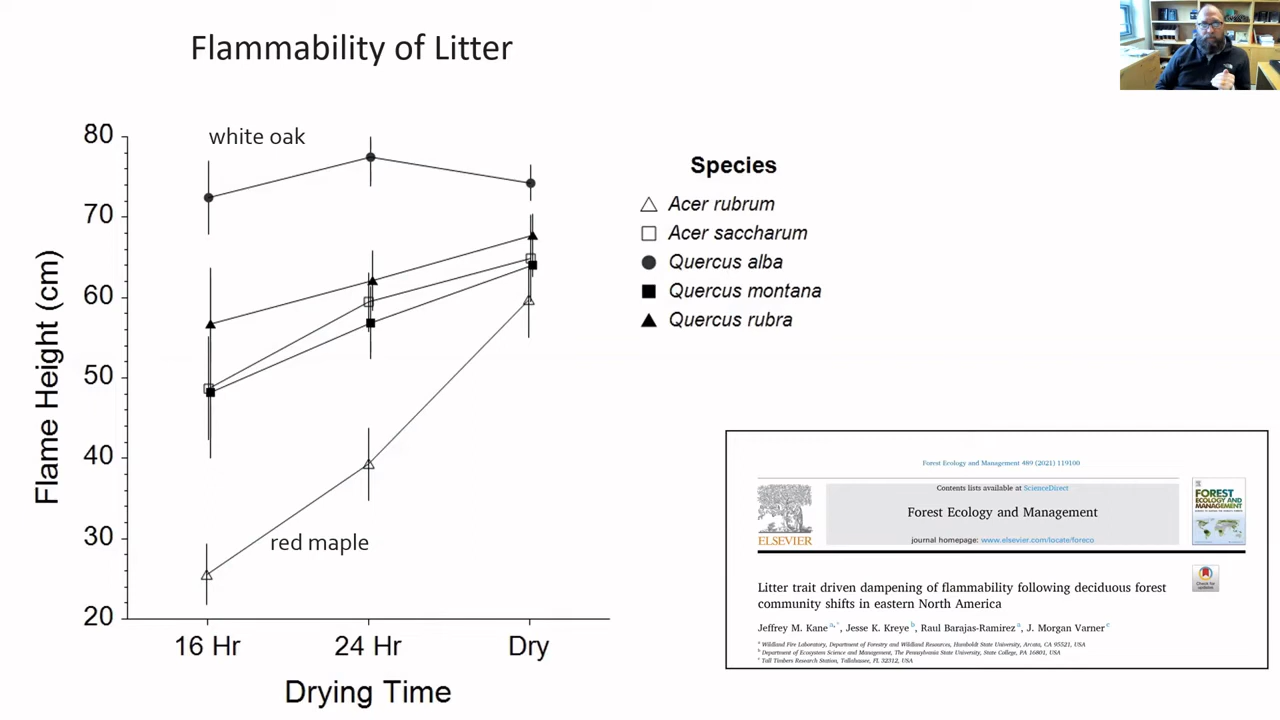 Flammability of Litter
80
70
60
50
40
30
20
Flame Height (cm)
white oak
red maple
16 Hr
24 Hr
Dry
Drying Time
Species
Acer rubrum
Acer saccharum
Quercus alba
Quercus montana
Quercus rubra
Forest Ecology and Management 489 (2021) 119100
Contents lists available at ScienceDirect
Forest Ecology and Management
journal homepage: www.elsevier.com/locate/foreco
ELSEVIER
FOREST
ECOLOGY AND
MANAGEMENT
Check for
updates
Litter trait driven dampening of flammability following deciduous forest
community shifts in eastern North America
Jeffrey M. Kane a,*, Jesse K. Kreye b, Raul Barajas-Ramirez a, J. Morgan Varner c
a Wildland Fire Laboratory, Department of Forestry and Wildland Resources, Humboldt State University, Arcata, CA 95521, USA
b Department of Ecosystem Science and Management, The Pennsylvania State University, State College, PA 16801, USA
c Tall Timbers Research Station, Tallahassee, FL 32312, USA